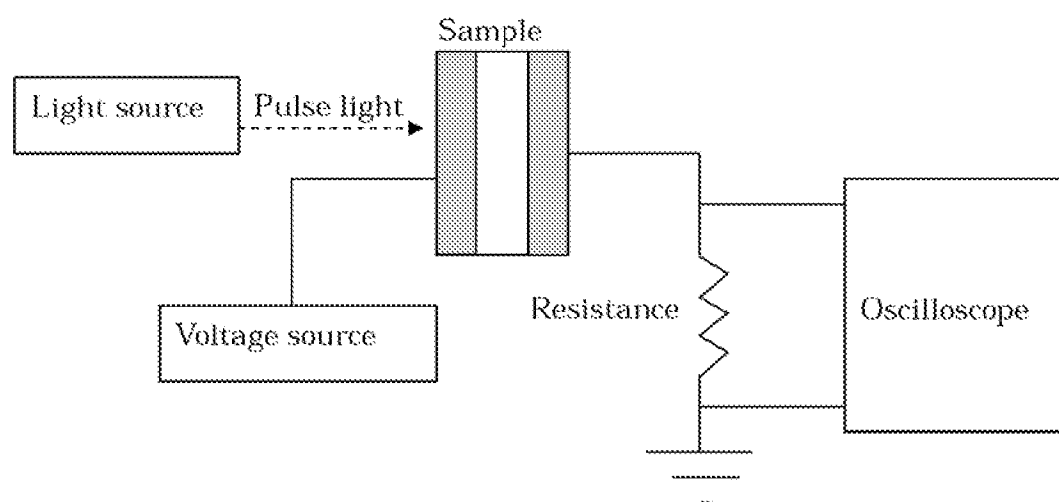 Sample
Light source
Pulse light
Voltage source
Resistance
Oscilloscope